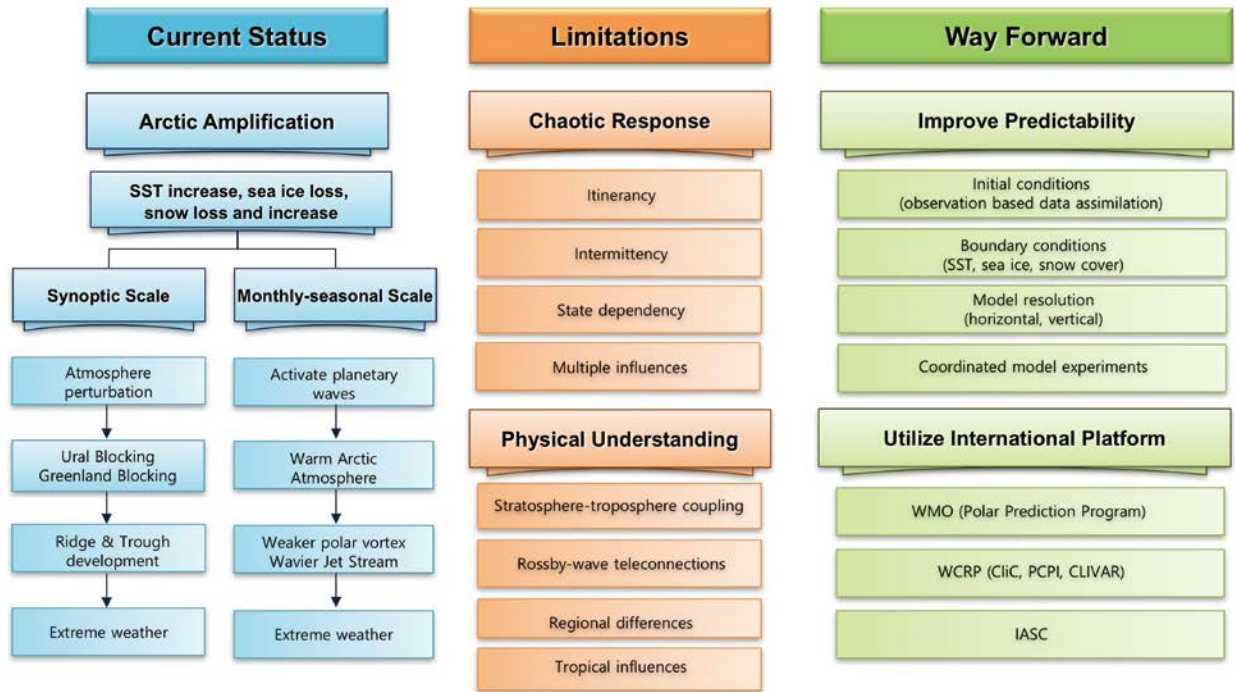 Current Status
Arctic Amplification
SST increase, sea ice loss,
snow loss and increase
Synoptic Scale
Monthly-seasonal Scale
Atmosphere
perturbation
Ural Blocking
Greenland Blocking
Ridge & Trough
development
Extreme weather
Activate planetary
waves
Warm Arctic
Atmosphere
Weaker polar vortex
Wavier Jet Stream
Extreme weather
Limitations
Chaotic Response
Itinerancy
Intermittency
State dependency
Multiple influences
Physical Understanding
Stratosphere-troposphere coupling
Rossby-wave teleconnections
Regional differences
Tropical influences
Way Forward
Improve Predictability
Initial conditions
(observation based data assimilation)
Boundary conditions
(SST, sea ice, snow cover)
Model resolution
(horizontal, vertical)
Coordinated model experiments
Utilize International Platform
WMO (Polar Prediction Program)
WCRP (CliC, PCPI, CLIVAR)
IASC